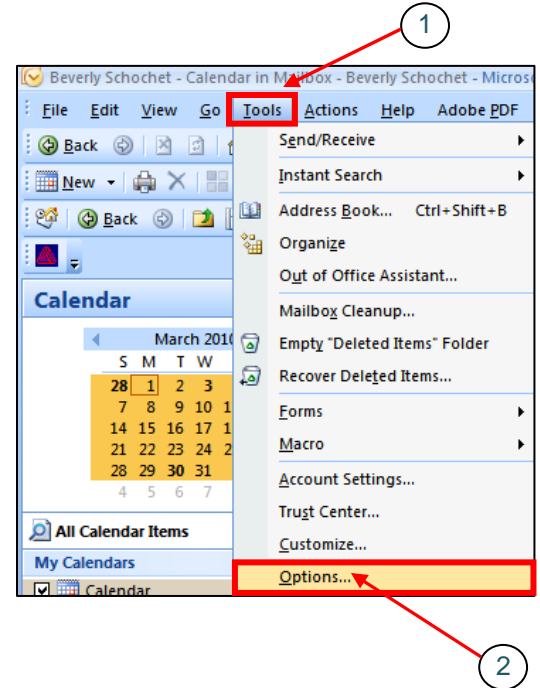 1
Beverly Schochet - Calendar in Mailbox - Beverly Schochet - Microso
File Edit View Go Tools Actions Help Adobe PDF
Back
New
Back
Send/Receive
Instant Search
Address Book... Ctrl+Shift+B
Organize
Out of Office Assistant...
Mailbox Cleanup...
Empty "Deleted Items" Folder
Recover Deleted Items...
Forms
Macro
Account Settings...
Trust Center...
Customize...
Options...
Calendar
March 2010
S M T W
28 1 2 3
7 8 9 10 1
14 15 16 17 1
21 22 23 24 2
28 29 30 31
4 5 6 7
All Calendar Items
My Calendars
Calendar
2